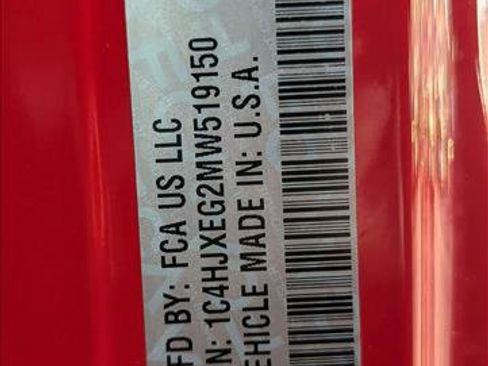 FD BY: FCA US LLC
N: 1C4HJXEG2MW519150
EHICLE MADE IN: U.S.A.